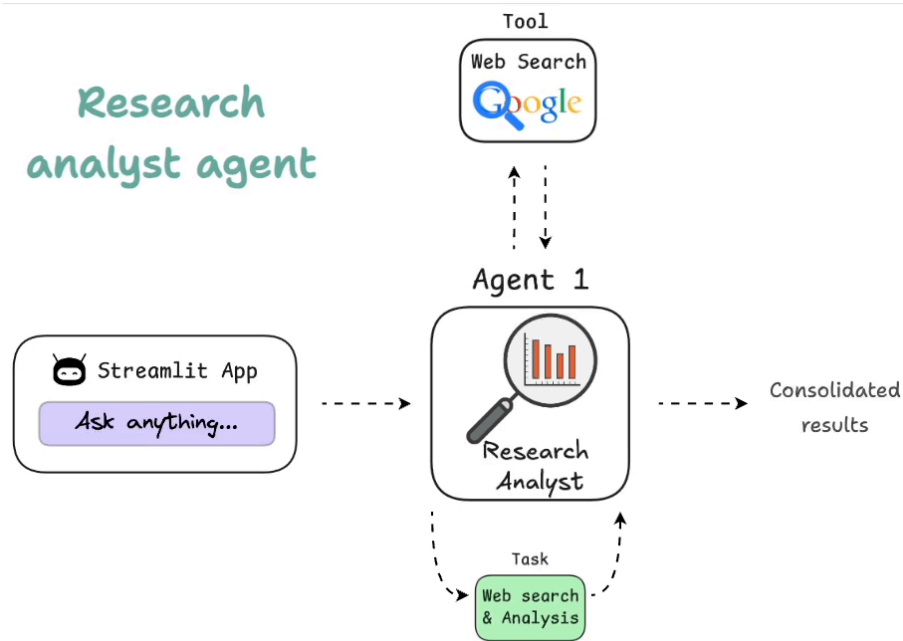 Tool
Web Search
Google
Research
analyst agent
Agent 1
Streamlit App
Ask anything...
Research
Analyst
Consolidated
results
Task
Web search
& Analysis